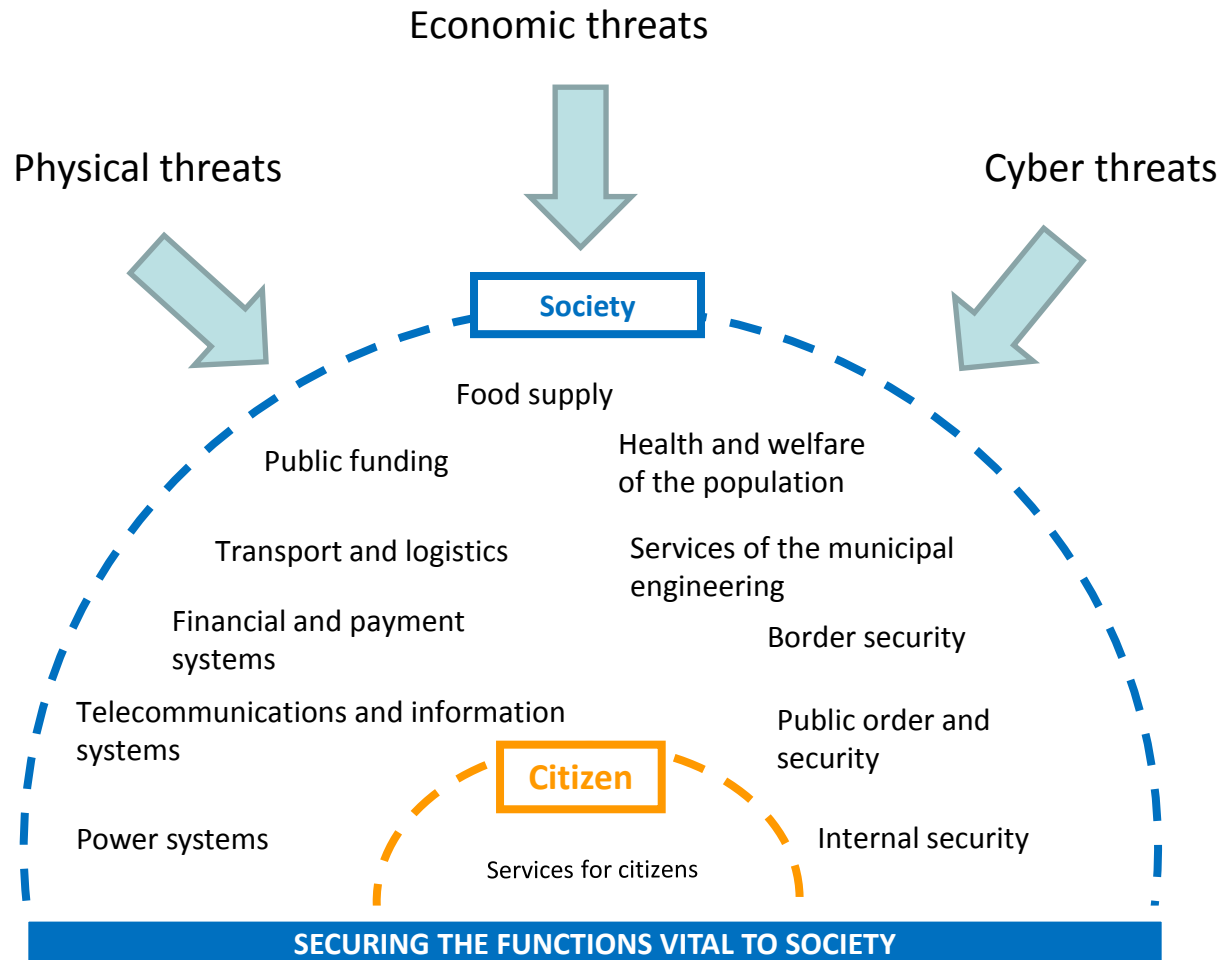 Economic threats
Physical threats
Cyber threats
Society
Food supply
Public funding
Health and welfare
of the population
Transport and logistics
Services of the municipal
engineering
Financial and payment
systems
Border security
Telecommunications and information
systems
Public order and
security
Citizen
Power systems
Internal security
Services for citizens
SECURING THE FUNCTIONS VITAL TO SOCIETY